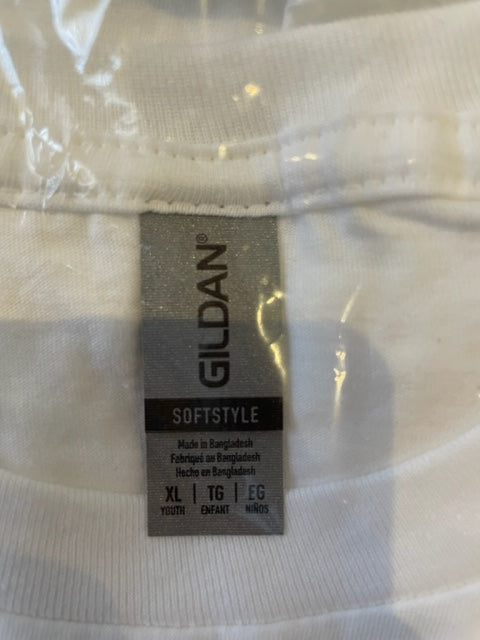 GILDAN®
SOFTSTYLE
Made in Bangladesh
Fabriqué au Bangladesh
Hecho en Bangladesh
XL | TG | EG
YOUTH ENFANT NIÑOS